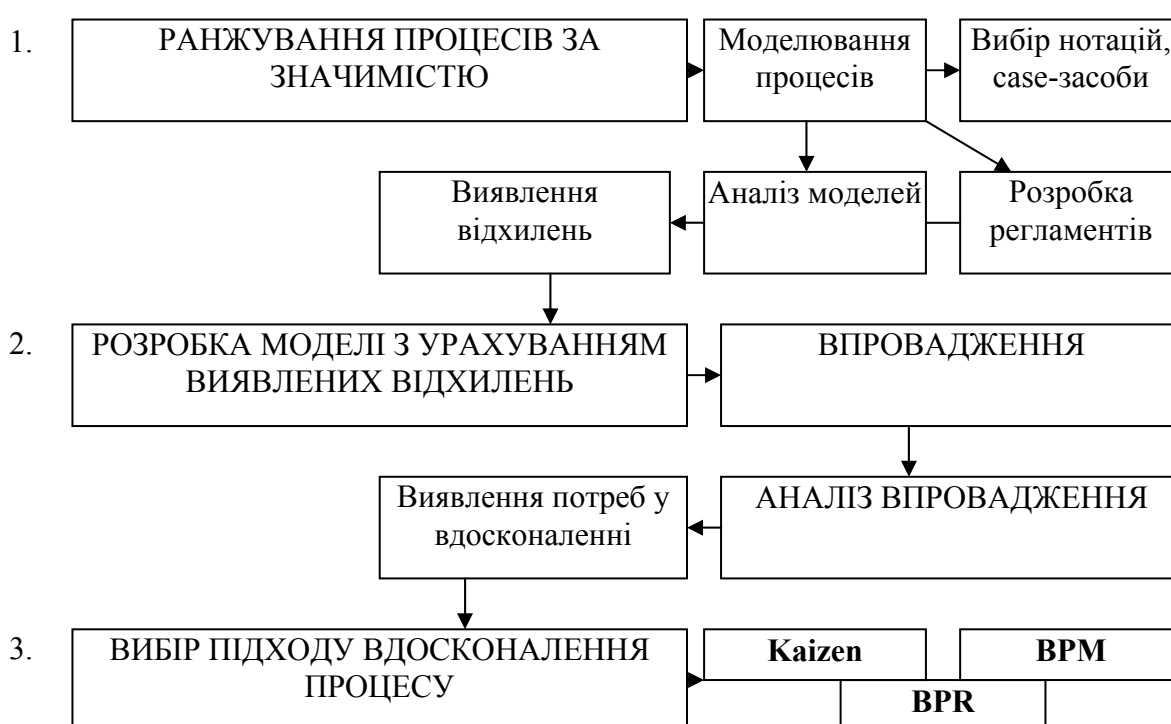 1.
РАНЖУВАННЯ ПРОЦЕСІВ ЗА
ЗНАЧИМІСТЮ
Моделювання
процесів
Вибір нотацій,
case-засоби
Виявлення
відхилень
Аналіз моделей
Розробка
регламентів
2.
РОЗРОБКА МОДЕЛІ З УРАХУВАННЯМ
ВИЯВЛЕНИХ ВІДХИЛЕНЬ
ВПРОВАДЖЕННЯ
Виявлення потреб у
вдосконаленні
АНАЛІЗ ВПРОВАДЖЕННЯ
3.
ВИБІР ПІДХОДУ ВДОСКОНАЛЕННЯ
ПРОЦЕСУ
Kaizen
BPM
BPR